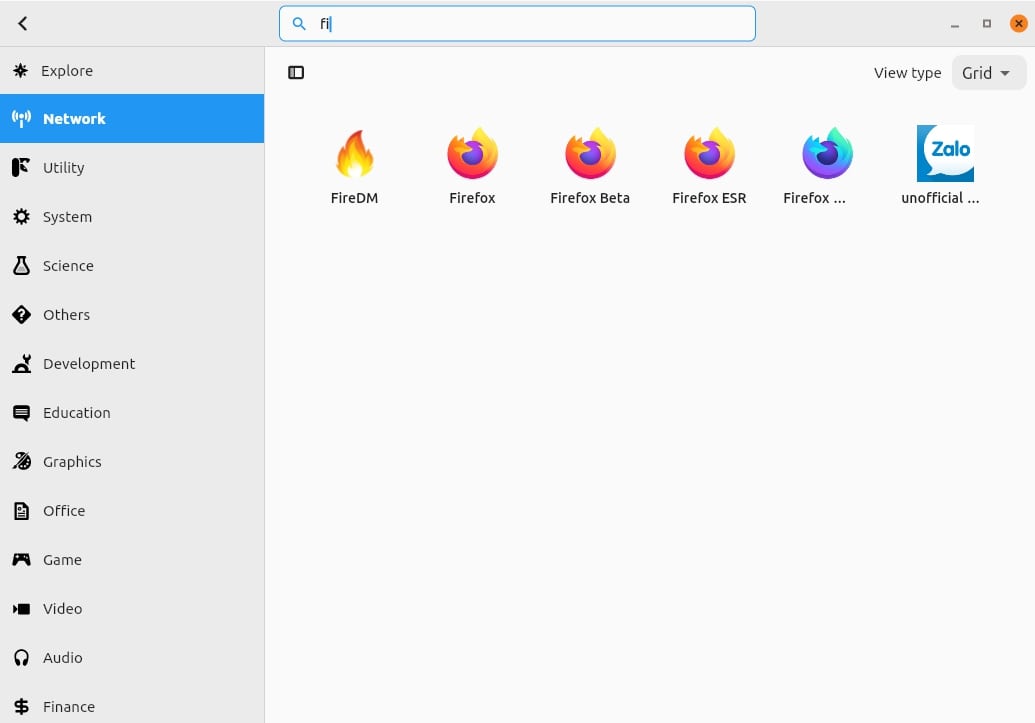 fi
Explore
View type Grid
Network
Zalo
Utility
FireDM Firefox Firefox Beta Firefox ESR Firefox ... unofficial ...
System
Science
Others
Development
Education
Graphics
Office
Game
Video
Audio
Finance